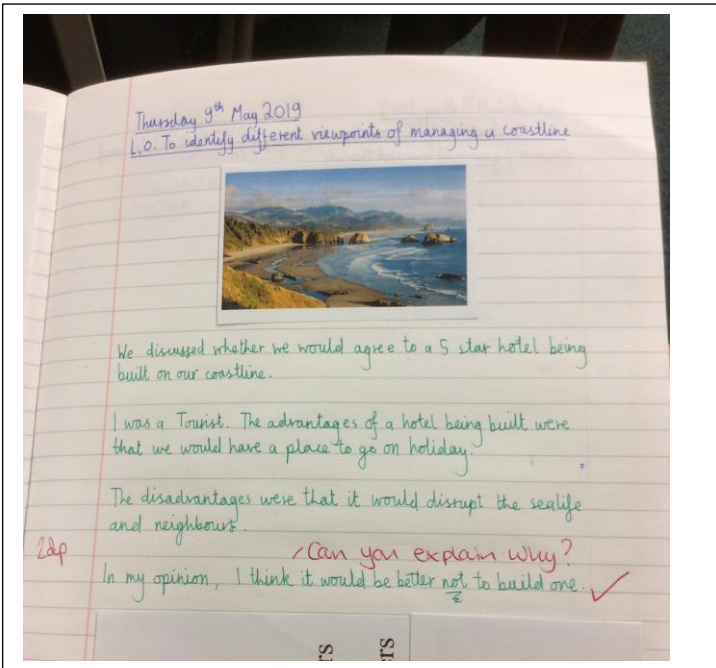 Thursday 9th May 2019
L.O. To identify different viewpoints of managing a coastline
We discussed whether we would agree to a 5 star hotel being
built on our coastline.
I was a Tourist. The advantages of a hotel being built were
that we would have a place to go on holiday.
The disadvantages were that it would disrupt the sealife
and neighbours.
2dp
Can you explain why?
In my opinion, I think it would be better not to build one.
rs
ers